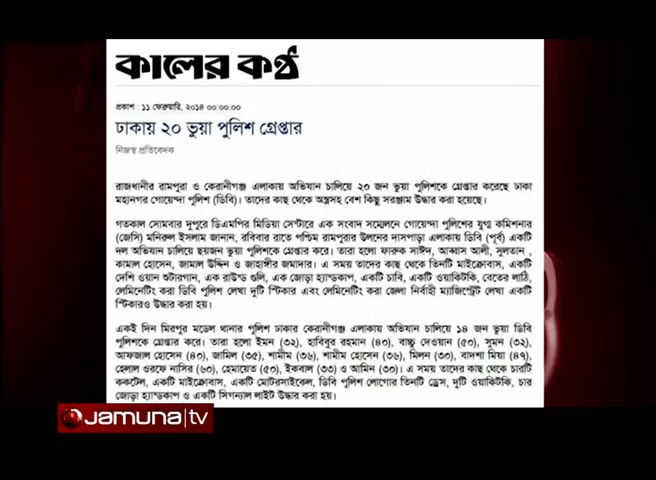 কালের কণ্ঠ
প্রকাশ : ১১ ফেব্রুয়ারি, ২০১৪ ০০:০০:০০
ঢাকায় ২০ ভুয়া পুলিশ গ্রেপ্তার
নিজস্ব প্রতিবেদক
রাজধানীর রামপুরা ও কেরানীগঞ্জ এলাকায় অভিযান চালিয়ে ২০ জন ভুয়া পুলিশকে গ্রেপ্তার করেছে ঢাকা
মহানগর গোয়েন্দা পুলিশ (ডিবি)। তাদের কাছ থেকে অস্ত্রসহ বেশ কিছু সরঞ্জাম উদ্ধার করা হয়েছে।
গতকাল সোমবার দুপুরে ডিএমপির মিডিয়া সেন্টারে এক সংবাদ সম্মেলনে গোয়েন্দা পুলিশের যুগ্ম কমিশনার
(জেসি) মনিরুল ইসলাম জানান, রবিবার রাতে পশ্চিম রামপুরার উলনের দাসপাড়া এলাকায় ডিবি (পূর্ব) একটি
দল অভিযান চালিয়ে ছয়জন ভুয়া পুলিশকে গ্রেপ্তার করে। তারা হলো ফারুক সাঈদ, আব্বাস আলী, সুলতান ,
কামাল হোসেন, জামাল উদ্দিন ও জাহাঙ্গীর জমাদার। এ সময় তাদের কাছ থেকে তিনটি মাইক্রোবাস, একটি
দেশি ওয়ান শুটারগান, এক রাউন্ড গুলি, এক জোড়া হ্যান্ডকাপ, একটি চাবি, একটি ওয়াকিটকি, বেতের লাঠি,
লেমিনেটিং করা ডিবি পুলিশ লেখা দুটি স্টিকার এবং লেমিনেটিং করা জেলা নির্বাহী ম্যাজিস্ট্রেট লেখা একটি
স্টিকারও উদ্ধার করা হয়।
একই দিন মিরপুর মডেল থানার পুলিশ ঢাকার কেরানীগঞ্জ এলাকায় অভিযান চালিয়ে ১৪ জন ভুয়া ডিবি
পুলিশকে গ্রেপ্তার করে। তারা হলো ইমন (৩২), হাবিবুর রহমান (৪০), বাচ্চু দেওয়ান (৫০), সুমন (৩২),
আফজাল হোসেন (৪০), জামিল (৩৫), শামীম (৩৬), শামীম হোসেন (৩৬), মিলন (৩০), বাদশা মিয়া (৪৭),
হেলাল ওরফে নাসির (৬০), হেমায়েত (৫০), ইকবাল (৩৩) ও আমিন (৩০)। এ সময় তাদের কাছ থেকে চারটি
ককটেল, একটি মাইক্রোবাস, একটি মোটরসাইকেল, ডিবি পুলিশ লোগোর তিনটি ড্রেস, দুটি ওয়াকিটকি, চার
জোড়া হ্যান্ডকাপ ও একটি সিগন্যাল লাইট উদ্ধার করা হয়।
Jamuna tv